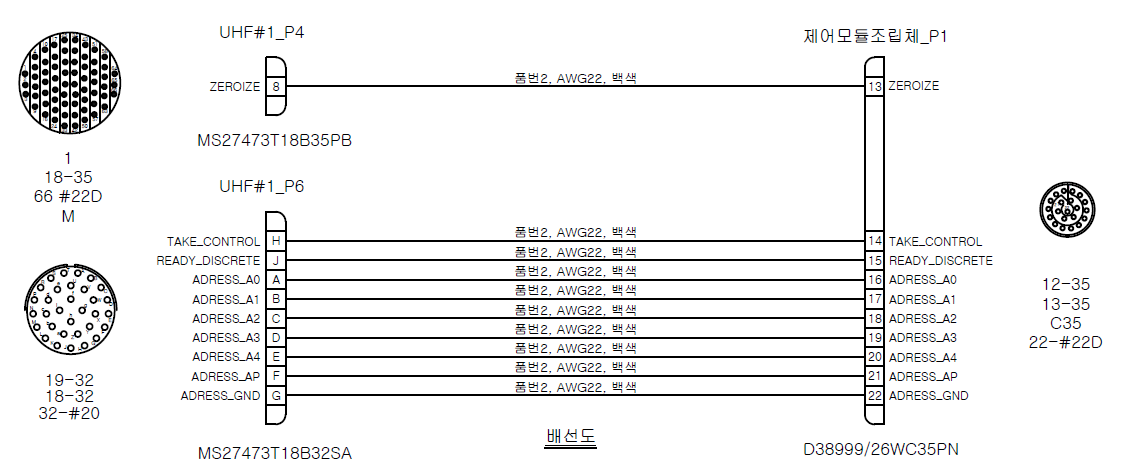 UHF#1_P4
제어모듈조립체_P1
ZEROIZE 8 품번2, AWG22, 백색 13 ZEROIZE
MS27473T18B35PB
1
18-35
66 #22D
M
UHF#1_P6
TAKE_CONTROL H 품번2, AWG22, 백색 14 TAKE_CONTROL
READY_DISCRETE J 품번2, AWG22, 백색 15 READY_DISCRETE
ADRESS_A0 A 품번2, AWG22, 백색 16 ADRESS_A0
ADRESS_A1 B 품번2, AWG22, 백색 17 ADRESS_A1
ADRESS_A2 C 품번2, AWG22, 백색 18 ADRESS_A2
ADRESS_A3 D 품번2, AWG22, 백색 19 ADRESS_A3
ADRESS_A4 E 품번2, AWG22, 백색 20 ADRESS_A4
ADRESS_AP F 품번2, AWG22, 백색 21 ADRESS_AP
ADRESS_GND G 품번2, AWG22, 백색 22 ADRESS_GND
12-35
13-35
C35
22-#22D
19-32
18-32
32-#20
배선도
MS27473T18B32SA
D38999/26WC35PN